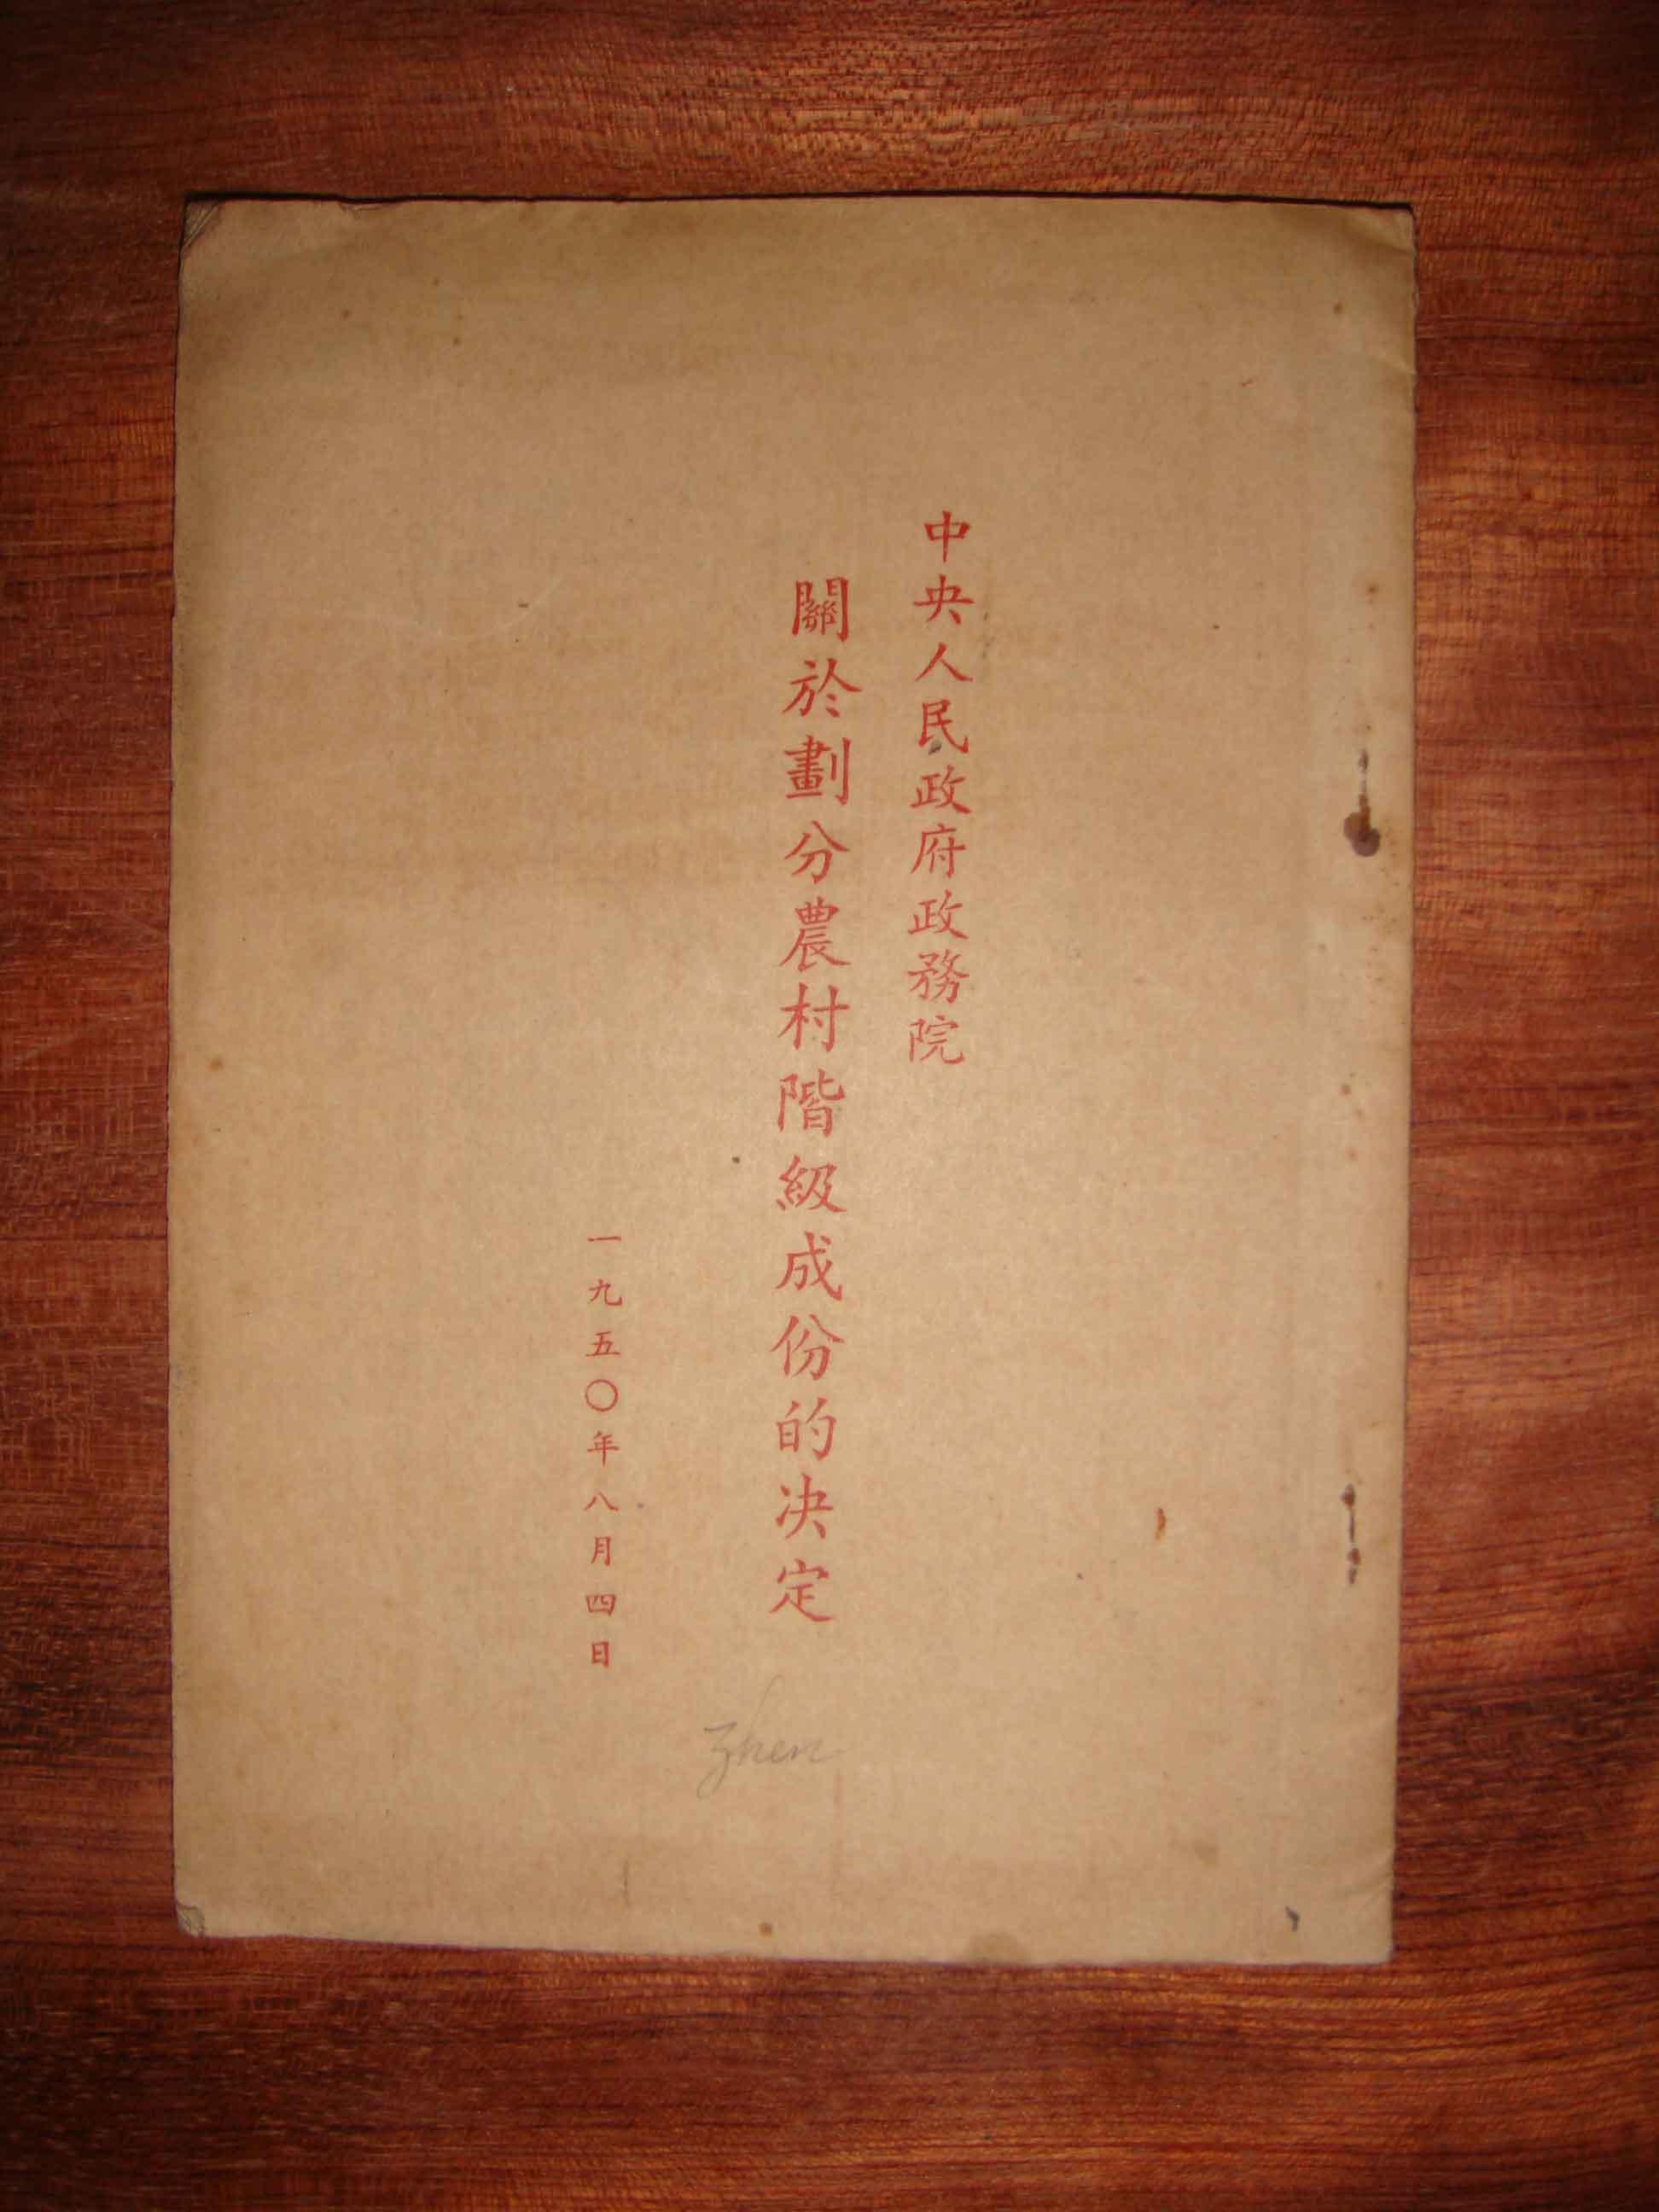 中央人民政府政務院
關於劃分農村階級成份的决定
一九五〇年八月四日
Zhen